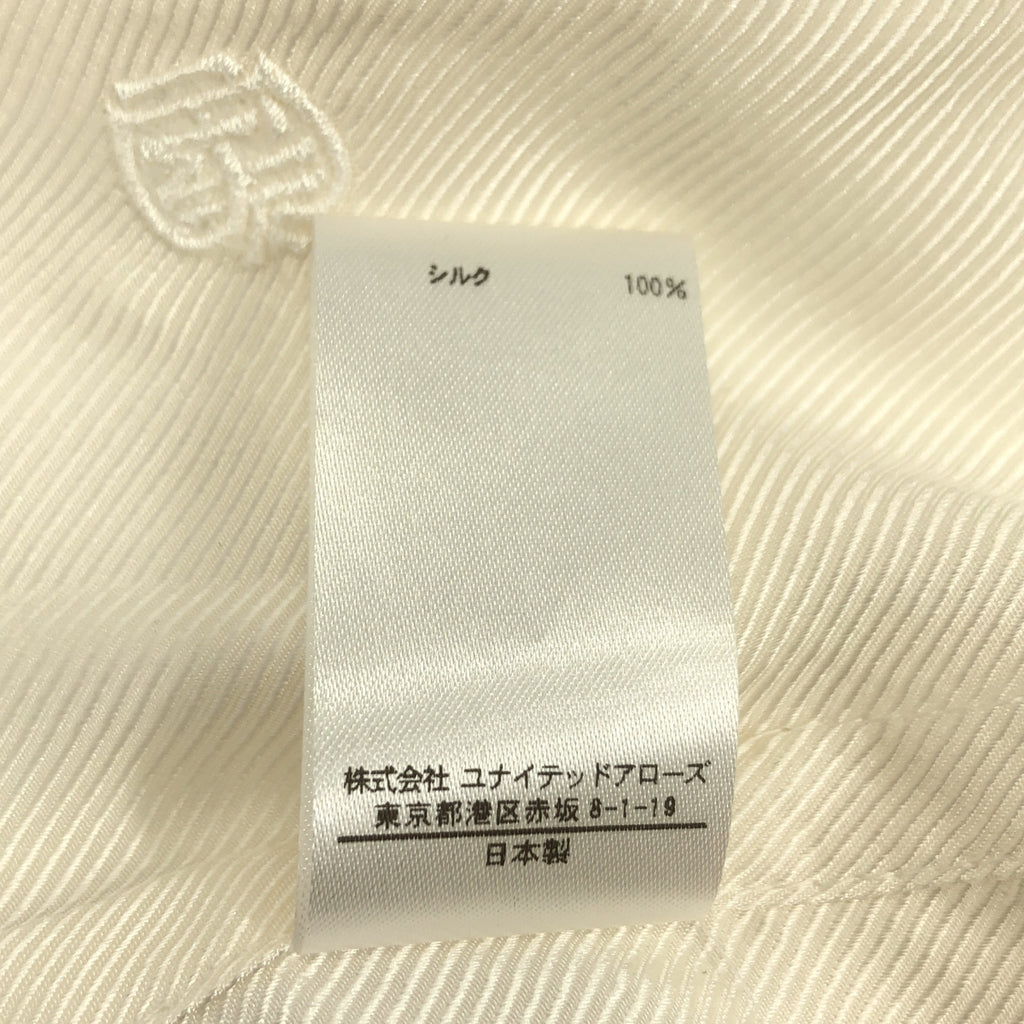 シルク 100%
株式会社 ユナイテッドアローズ
東京都港区赤坂 8-1-19
日本製